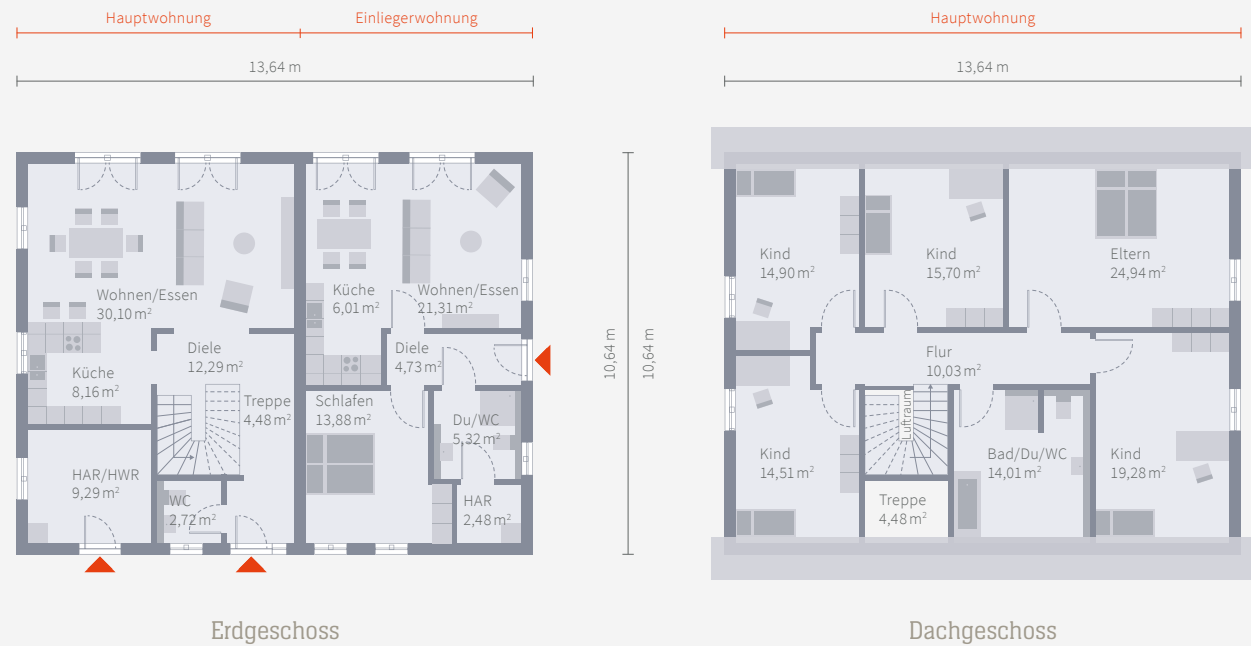 Hauptwohnung
Einliegerwohnung
13,64 m
Wohnen/Essen
30,10 m²
Küche
8,16 m²
Diele
12,29 m²
Treppe
4,48 m²
HAR/HWR
9,29 m²
WC
2,72 m²
Küche
6,01 m²
Wohnen/Essen
21,31 m²
Diele
4,73 m²
Schlafen
13,88 m²
Du/WC
5,32 m²
HAR
2,48 m²
Erdgeschoss
10,64 m
10,64 m
Hauptwohnung
13,64 m
Kind
14,90 m²
Kind
15,70 m²
Eltern
24,94 m²
Flur
10,03 m²
Luftraum
Kind
14,51 m²
Treppe
4,48 m²
Bad/Du/WC
14,01 m²
Kind
19,28 m²
Dachgeschoss